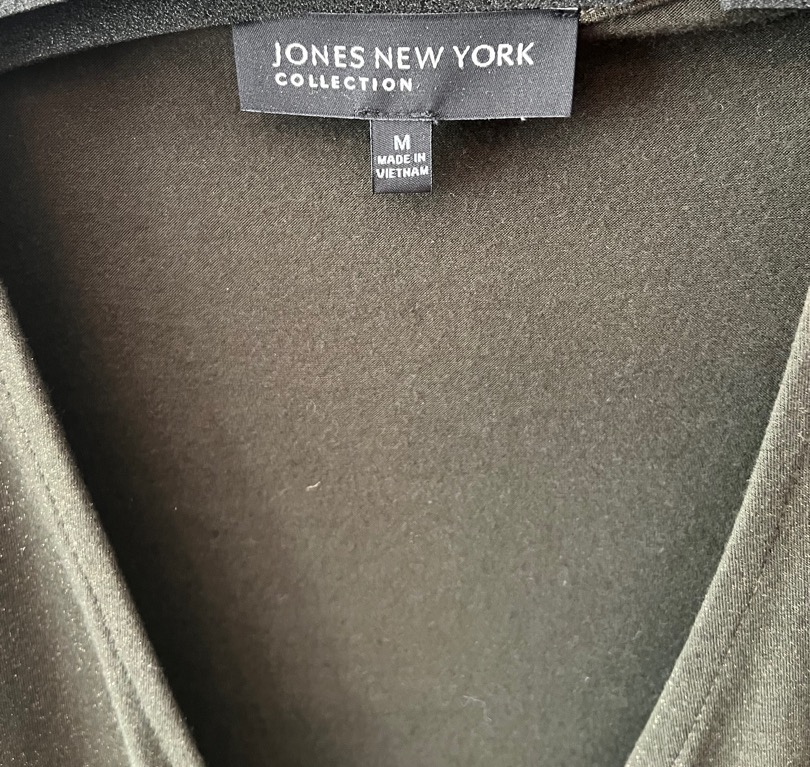 JONES NEW YORK
COLLECTION
M
MADE IN
VIETNAM